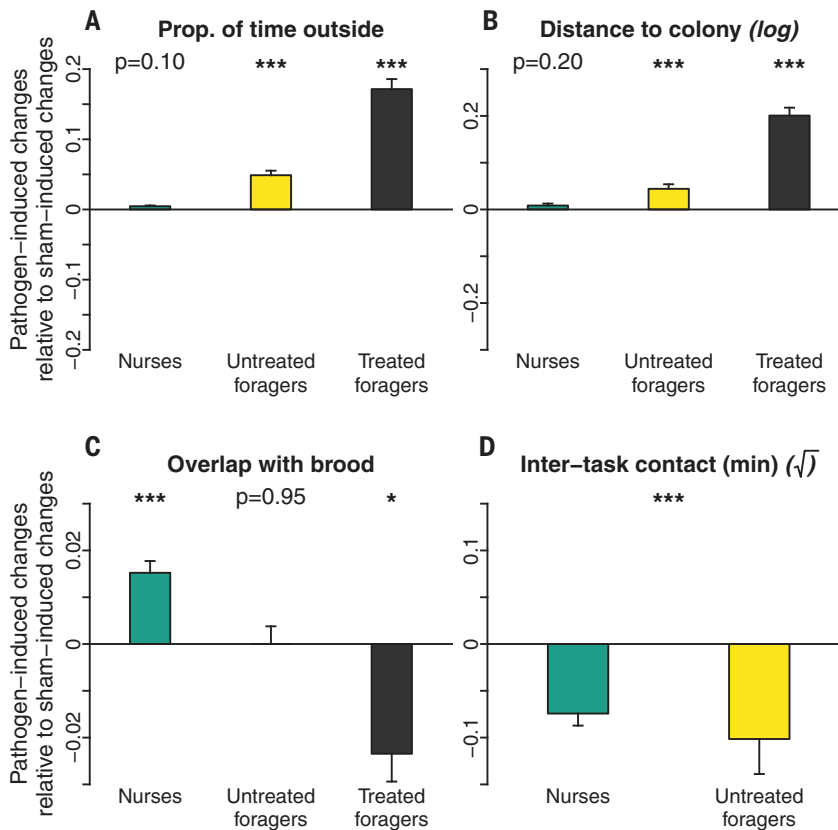 A
Prop. of time outside
p=0.10
***
***
Pathogen−induced changes
relative to sham−induced changes
0.2
0.1
0
−0.1
−0.2
Nurses
Untreated
foragers
Treated
foragers
B
Distance to colony (log)
p=0.20
***
***
0.2
0
−0.2
Nurses
Untreated
foragers
Treated
foragers
C
Overlap with brood
***
p=0.95
*
Pathogen−induced changes
relative to sham−induced changes
0.02
0
−0.02
Nurses
Untreated
foragers
Treated
foragers
D
Inter−task contact (min) (√)
***
0.1
0
−0.1
Nurses
Untreated
foragers